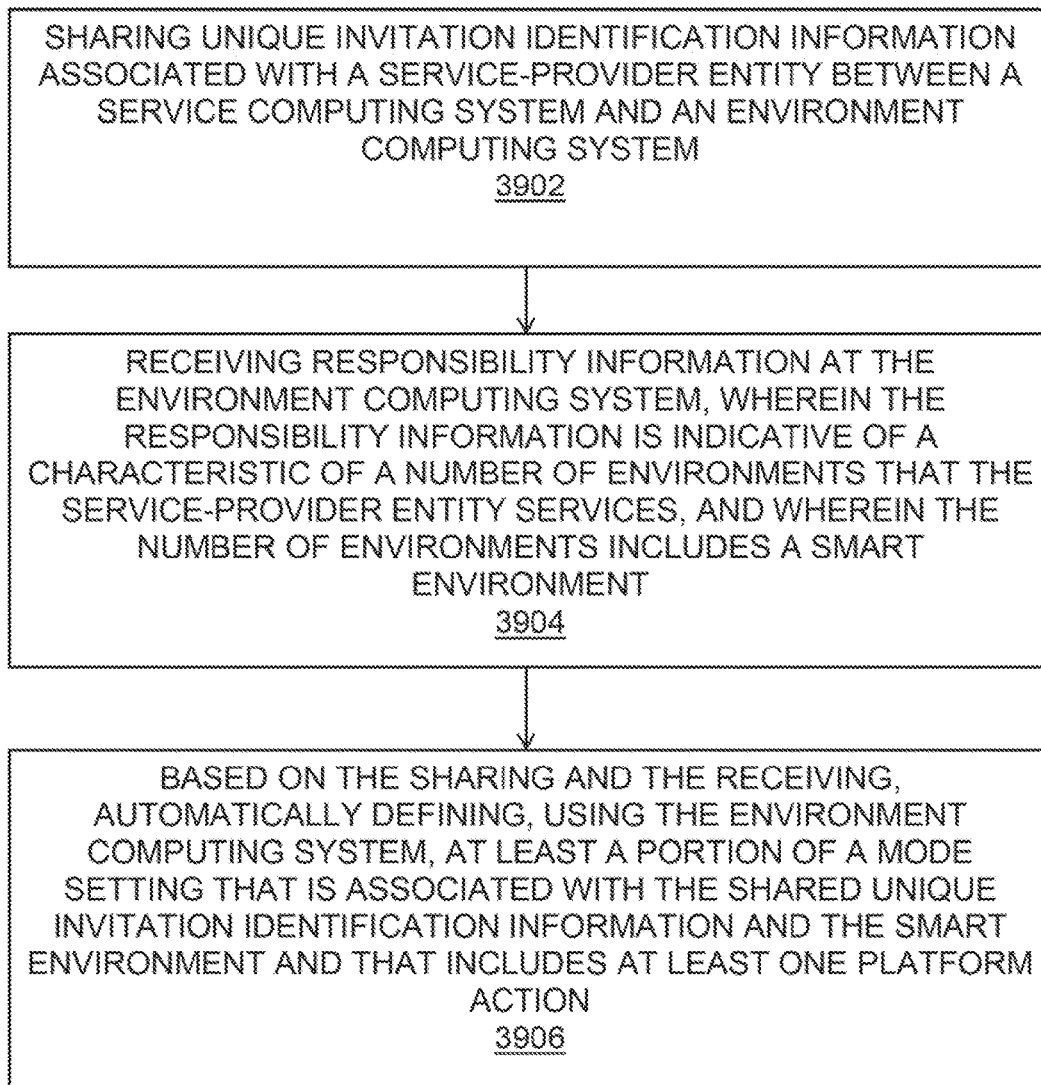 SHARING UNIQUE INVITATION IDENTIFICATION INFORMATION
ASSOCIATED WITH A SERVICE-PROVIDER ENTITY BETWEEN A
SERVICE COMPUTING SYSTEM AND AN ENVIRONMENT
COMPUTING SYSTEM
3902
RECEIVING RESPONSIBILITY INFORMATION AT THE
ENVIRONMENT COMPUTING SYSTEM, WHEREIN THE
RESPONSIBILITY INFORMATION IS INDICATIVE OF A
CHARACTERISTIC OF A NUMBER OF ENVIRONMENTS THAT THE
SERVICE-PROVIDER ENTITY SERVICES, AND WHEREIN THE
NUMBER OF ENVIRONMENTS INCLUDES A SMART
ENVIRONMENT
3904
BASED ON THE SHARING AND THE RECEIVING,
AUTOMATICALLY DEFINING, USING THE ENVIRONMENT
COMPUTING SYSTEM, AT LEAST A PORTION OF A MODE
SETTING THAT IS ASSOCIATED WITH THE SHARED UNIQUE
INVITATION IDENTIFICATION INFORMATION AND THE SMART
ENVIRONMENT AND THAT INCLUDES AT LEAST ONE PLATFORM
ACTION
3906